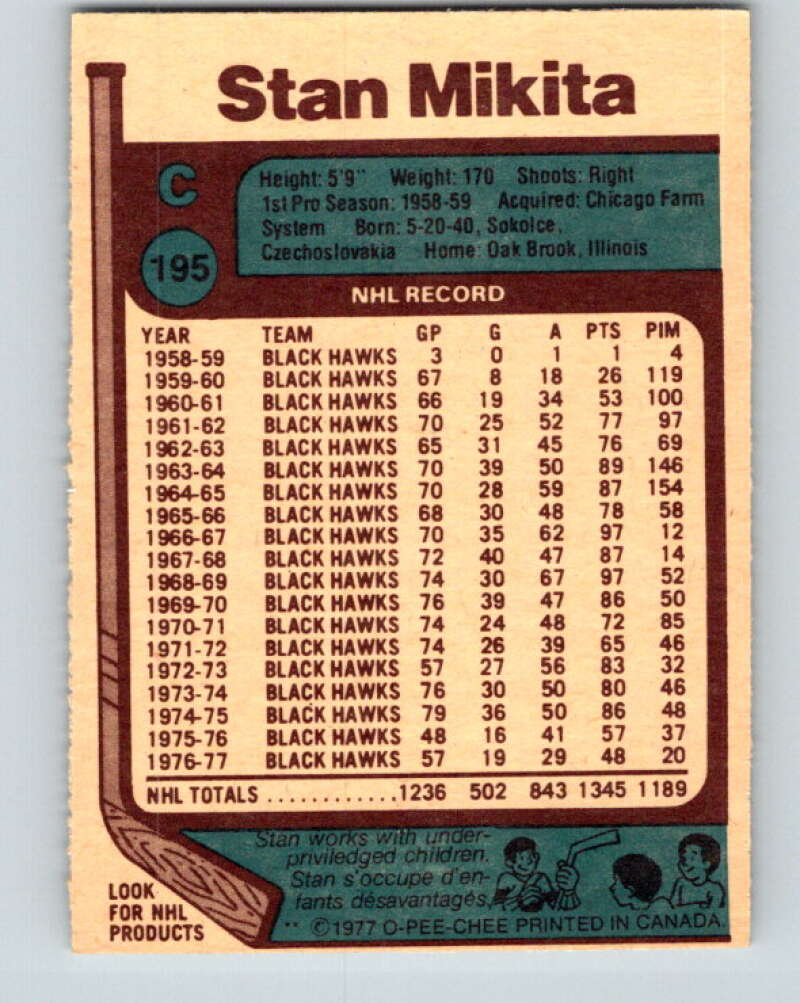 Stan Mikita
C
195
Height: 5'9" Weight: 170 Shoots: Right
1st Pro Season: 1958-59 Acquired: Chicago Farm
System Born: 5-20-40, Sokolce,
Czechoslovakia Home: Oak Brook, Illinois
NHL RECORD
YEAR TEAM GP G A PTS PIM
1958-59 BLACK HAWKS 3 0 1 1 4
1959-60 BLACK HAWKS 67 8 18 26 119
1960-61 BLACK HAWKS 66 19 34 53 100
1961-62 BLACK HAWKS 70 25 52 77 97
1962-63 BLACK HAWKS 65 31 45 76 69
1963-64 BLACK HAWKS 70 39 50 89 146
1964-65 BLACK HAWKS 70 28 59 87 154
1965-66 BLACK HAWKS 68 30 48 78 58
1966-67 BLACK HAWKS 70 35 62 97 12
1967-68 BLACK HAWKS 72 40 47 87 14
1968-69 BLACK HAWKS 74 30 67 97 52
1969-70 BLACK HAWKS 76 39 47 86 50
1970-71 BLACK HAWKS 74 24 48 72 85
1971-72 BLACK HAWKS 74 26 39 65 46
1972-73 BLACK HAWKS 57 27 56 83 32
1973-74 BLACK HAWKS 76 30 50 80 46
1974-75 BLACK HAWKS 79 36 50 86 48
1975-76 BLACK HAWKS 48 16 41 57 37
1976-77 BLACK HAWKS 57 19 29 48 20
NHL TOTALS ............1236 502 843 1345 1189
Stan works with under-
priviledged children.
Stan s'occupe d'en-
fants désavantagés.
LOOK
FOR NHL
PRODUCTS
** ©1977 O-PEE-CHEE PRINTED IN CANADA.